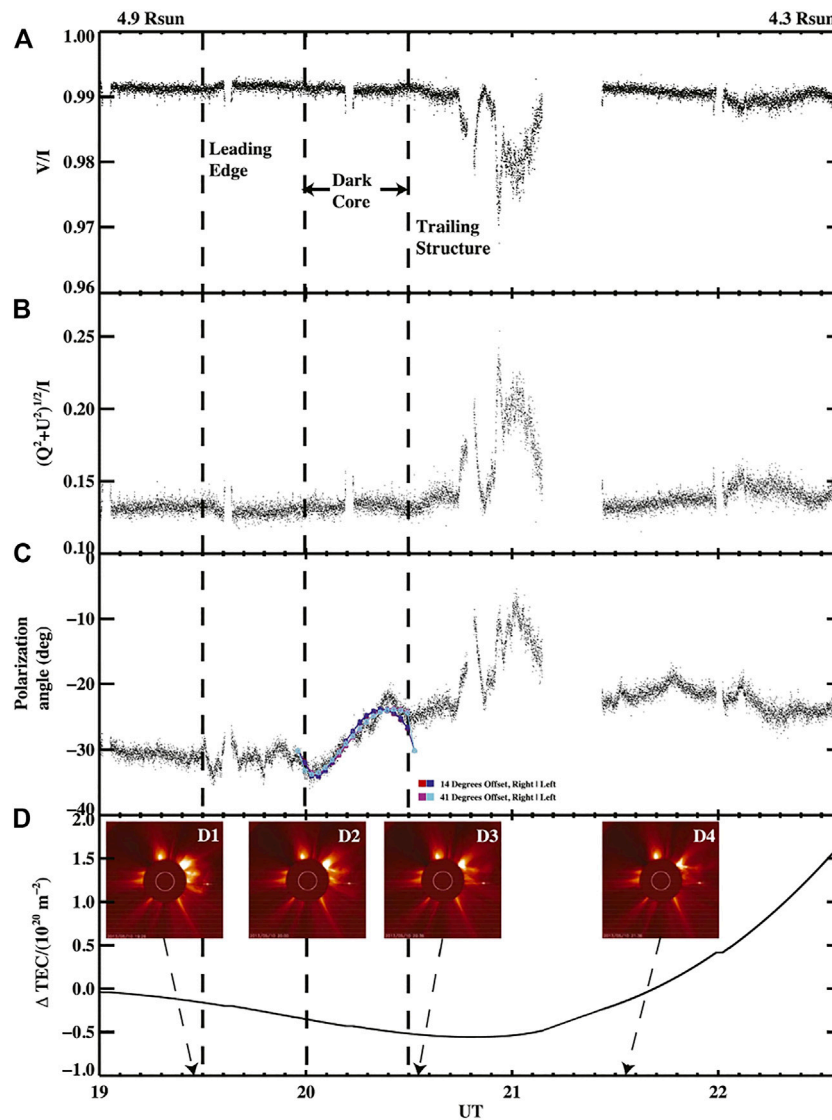 4.9 Rsun 4.3 Rsun
A
1.00
0.99
0.98
0.97
0.96
V/I
Leading
Edge
Dark
Core
Trailing
Structure
B
0.25
0.20
0.15
0.10
(Q²+U²)¹/²/I
C
0
−10
−20
−30
−40
Polarization
angle (deg)
14 Degrees Offset, Right | Left
41 Degrees Offset, Right | Left
D
2.0
1.5
1.0
0.5
0.0
−0.5
−1.0
Δ TEC/(10²⁰ m⁻²)
D1
D2
D3
D4
19 20 21 22
UT